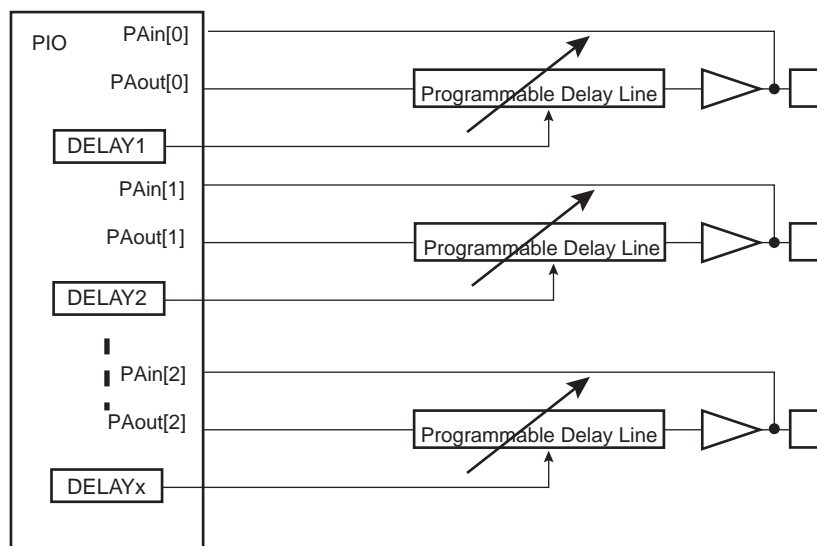 PIO
PAin[0]
PAout[0]
Programmable Delay Line
DELAY1
PAin[1]
PAout[1]
Programmable Delay Line
DELAY2
PAin[2]
PAout[2]
Programmable Delay Line
DELAYx